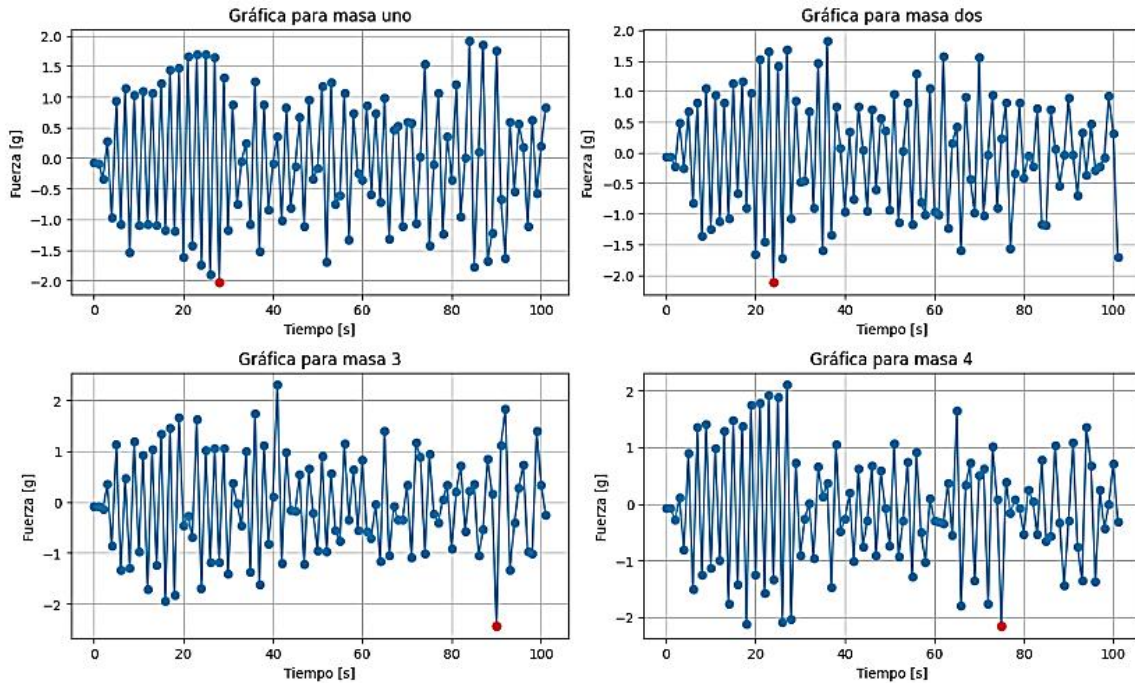 Gráfica para masa uno
Fuerza [g]
2.0
1.5
1.0
0.5
0.0
−0.5
−1.0
−1.5
−2.0
0 20 40 60 80 100
Tiempo [s]
Gráfica para masa dos
Fuerza [g]
2.0
1.5
1.0
0.5
0.0
−0.5
−1.0
−1.5
−2.0
0 20 40 60 80 100
Tiempo [s]
Gráfica para masa 3
Fuerza [g]
2
1
0
−1
−2
0 20 40 60 80 100
Tiempo [s]
Gráfica para masa 4
Fuerza [g]
2
1
0
−1
−2
0 20 40 60 80 100
Tiempo [s]